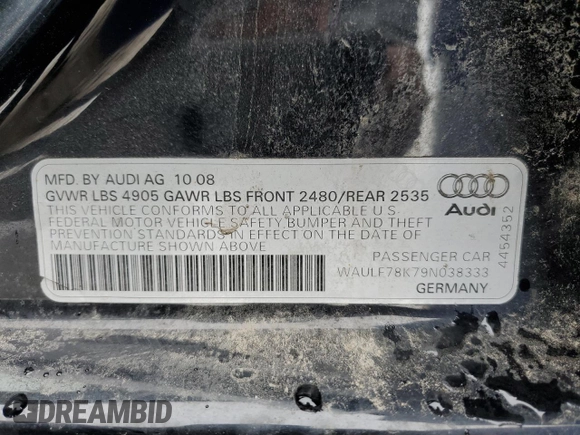 MFD. BY AUDI AG 10 08
GVWR LBS 4905 GAWR LBS FRONT 2480/REAR 2535
THIS VEHICLE CONFORMS TO ALL APPLICABLE U S
FEDERAL MOTOR VEHICLE SAFETY BUMPER AND THEFT
PREVENTION STANDARDS IN EFFECT ON THE DATE OF
MANUFACTURE SHOWN ABOVE
Audi
4454352
PASSENGER CAR
WAULF78K79N038333
GERMANY
DREAMBID